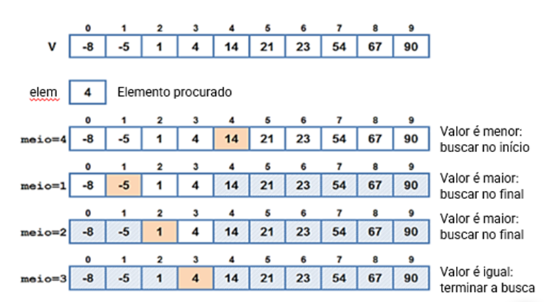 0 1 2 3 4 5 6 7 8 9
V -8 -5 1 4 14 21 23 54 67 90
elem 4 Elemento procurado
0 1 2 3 4 5 6 7 8 9
meio=4 -8 -5 1 4 14 21 23 54 67 90 Valor é menor:
buscar no início
0 1 2 3 4 5 6 7 8 9
meio=1 -8 -5 1 4 14 21 23 54 67 90 Valor é maior:
buscar no final
0 1 2 3 4 5 6 7 8 9
meio=2 -8 -5 1 4 14 21 23 54 67 90 Valor é maior:
buscar no final
0 1 2 3 4 5 6 7 8 9
meio=3 -8 -5 1 4 14 21 23 54 67 90 Valor é igual:
terminar a busca